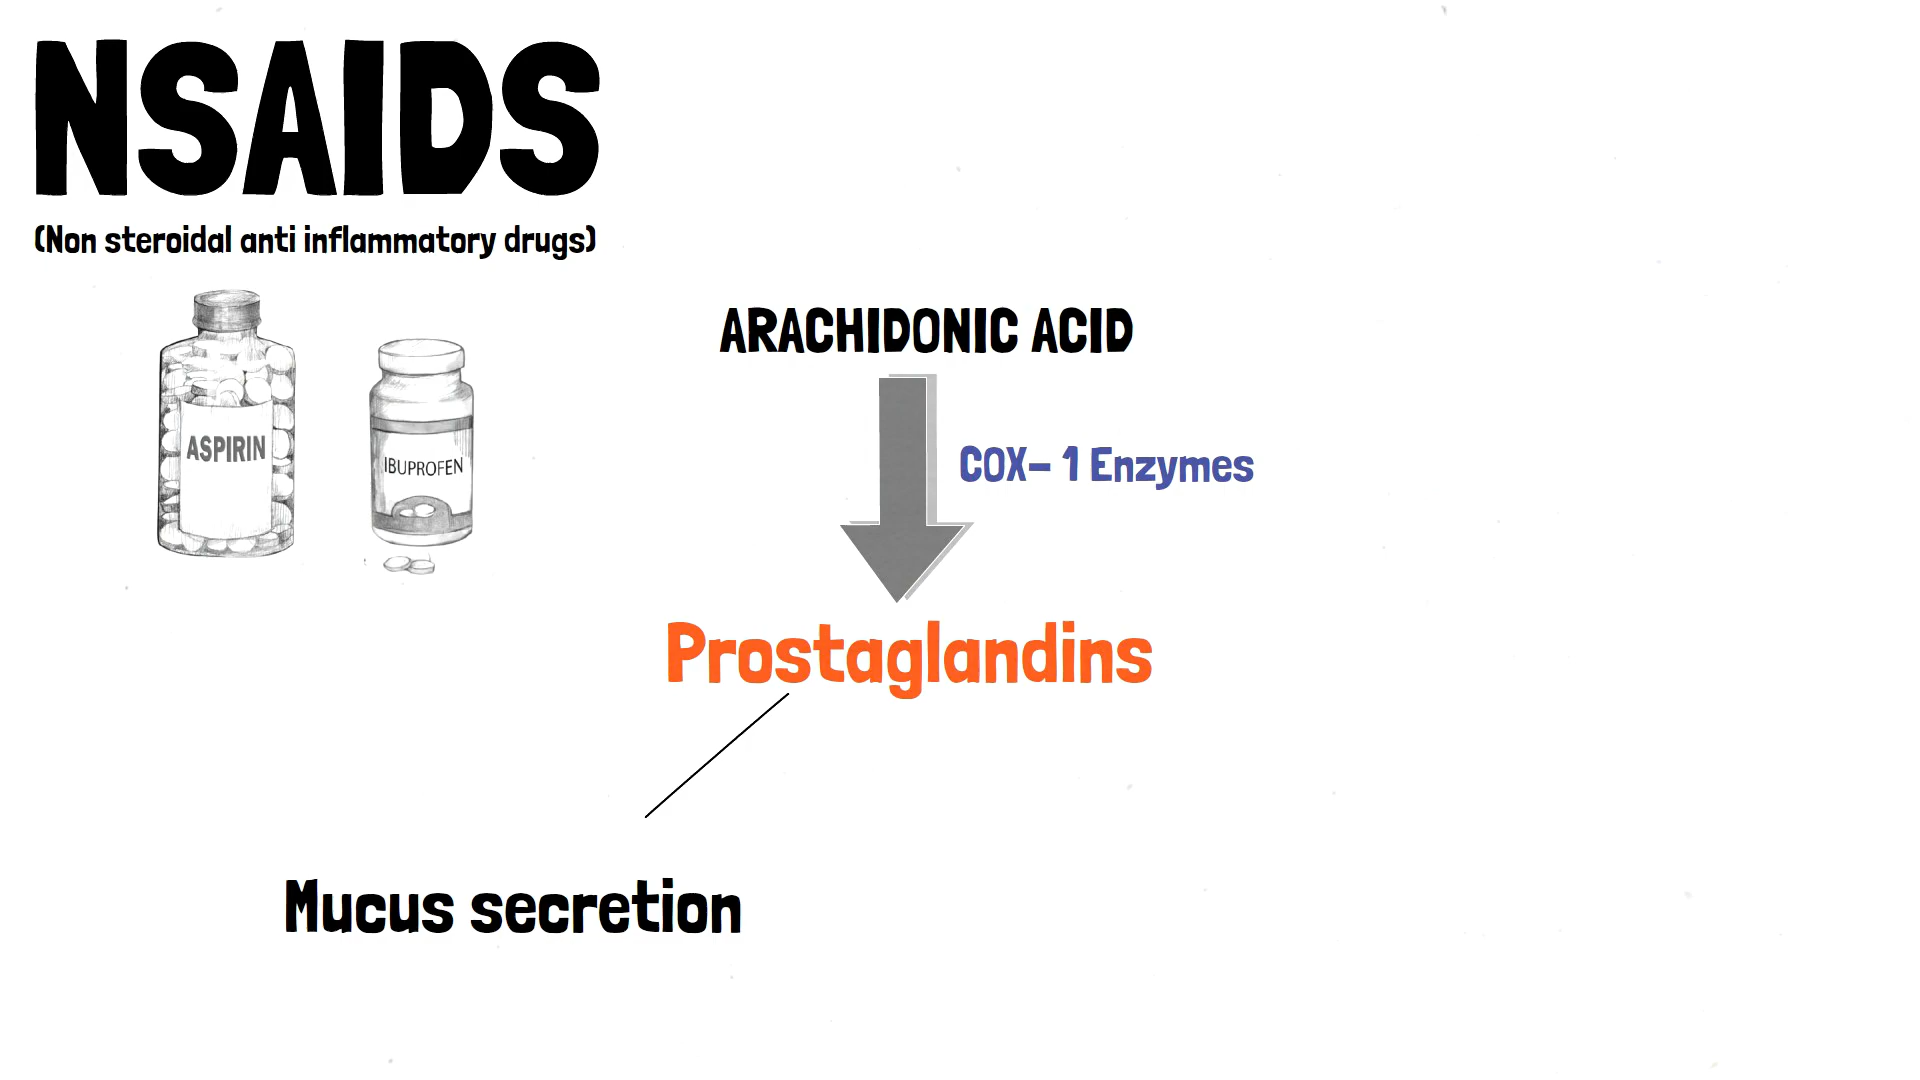 NSAIDS
(Non steroidal anti inflammatory drugs)
ASPIRIN
IBUPROFEN
ARACHIDONIC ACID
COX- 1 Enzymes
Prostaglandins
Mucus secretion